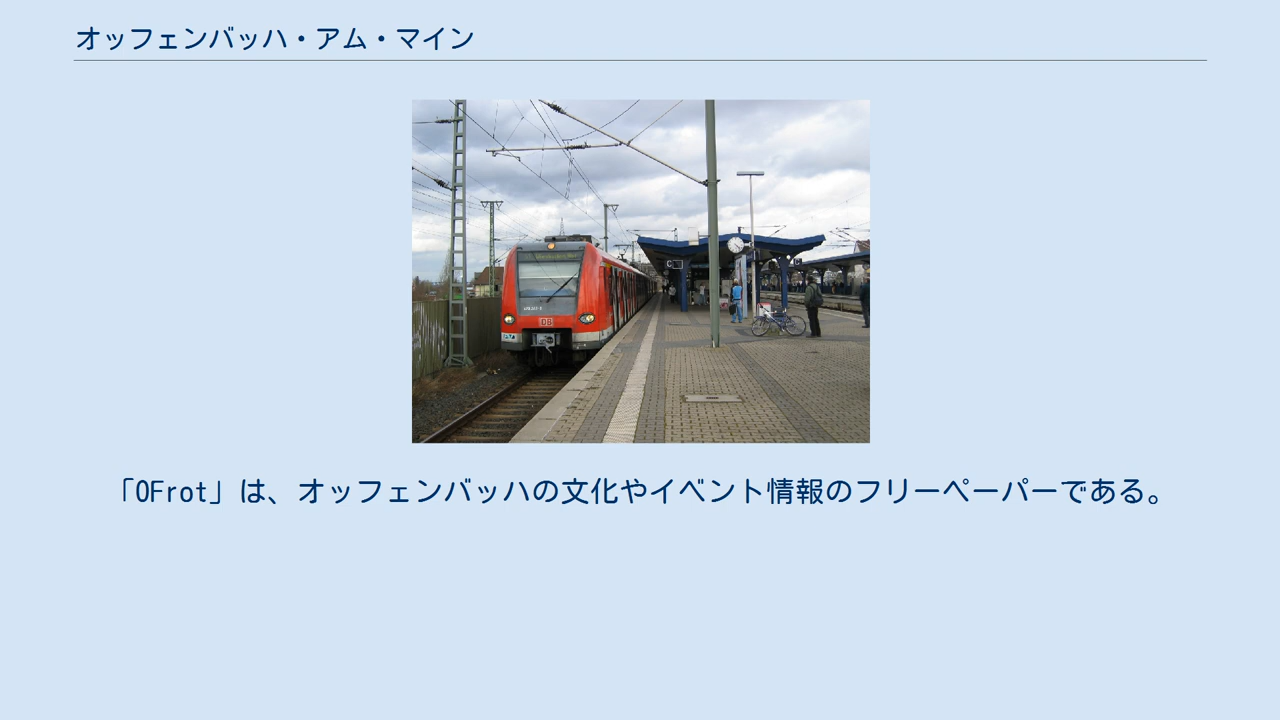 オッフェンバッハ・アム・マイン
DB
「OFrot」は、オッフェンバッハの文化やイベント情報のフリーペーパーである。